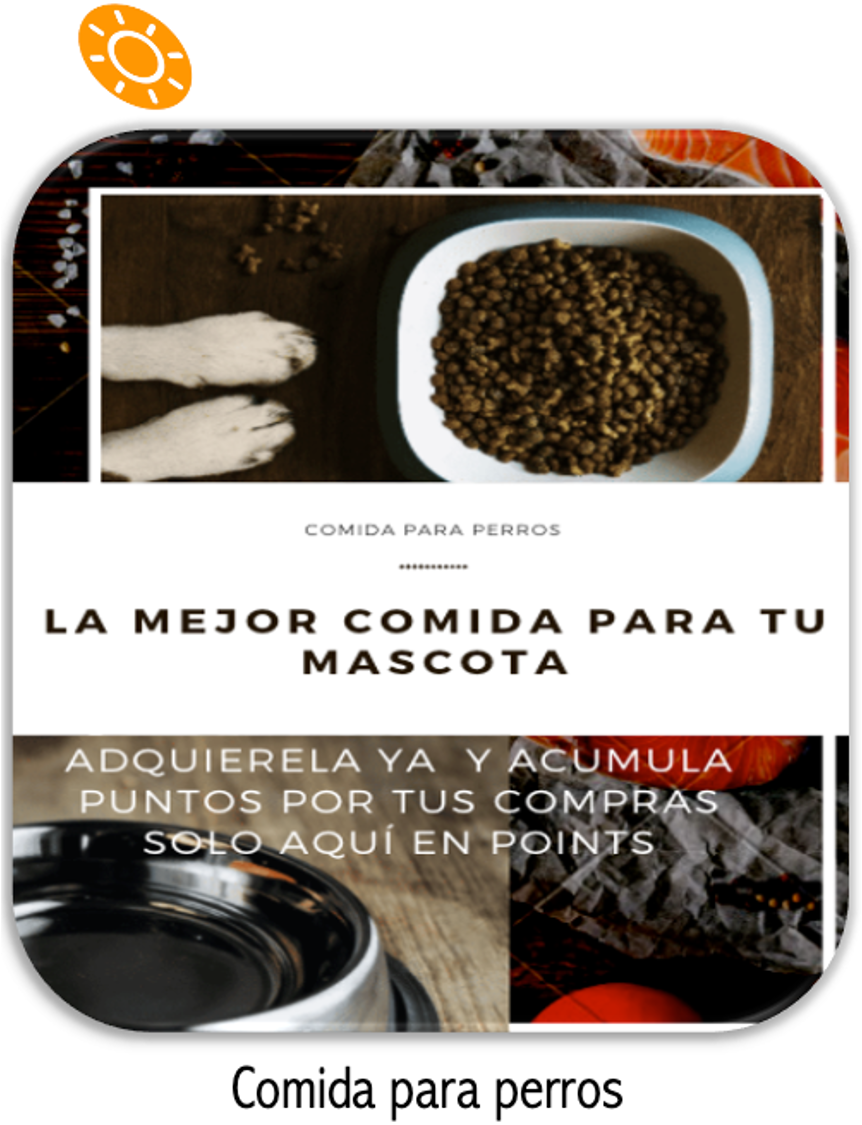 COMIDA PARA PERROS
LA MEJOR COMIDA PARA TU
MASCOTA
ADQUIERELA YA Y ACUMULA
PUNTOS POR TUS COMPRAS
SOLO AQUÍ EN POINTS
Comida para perros